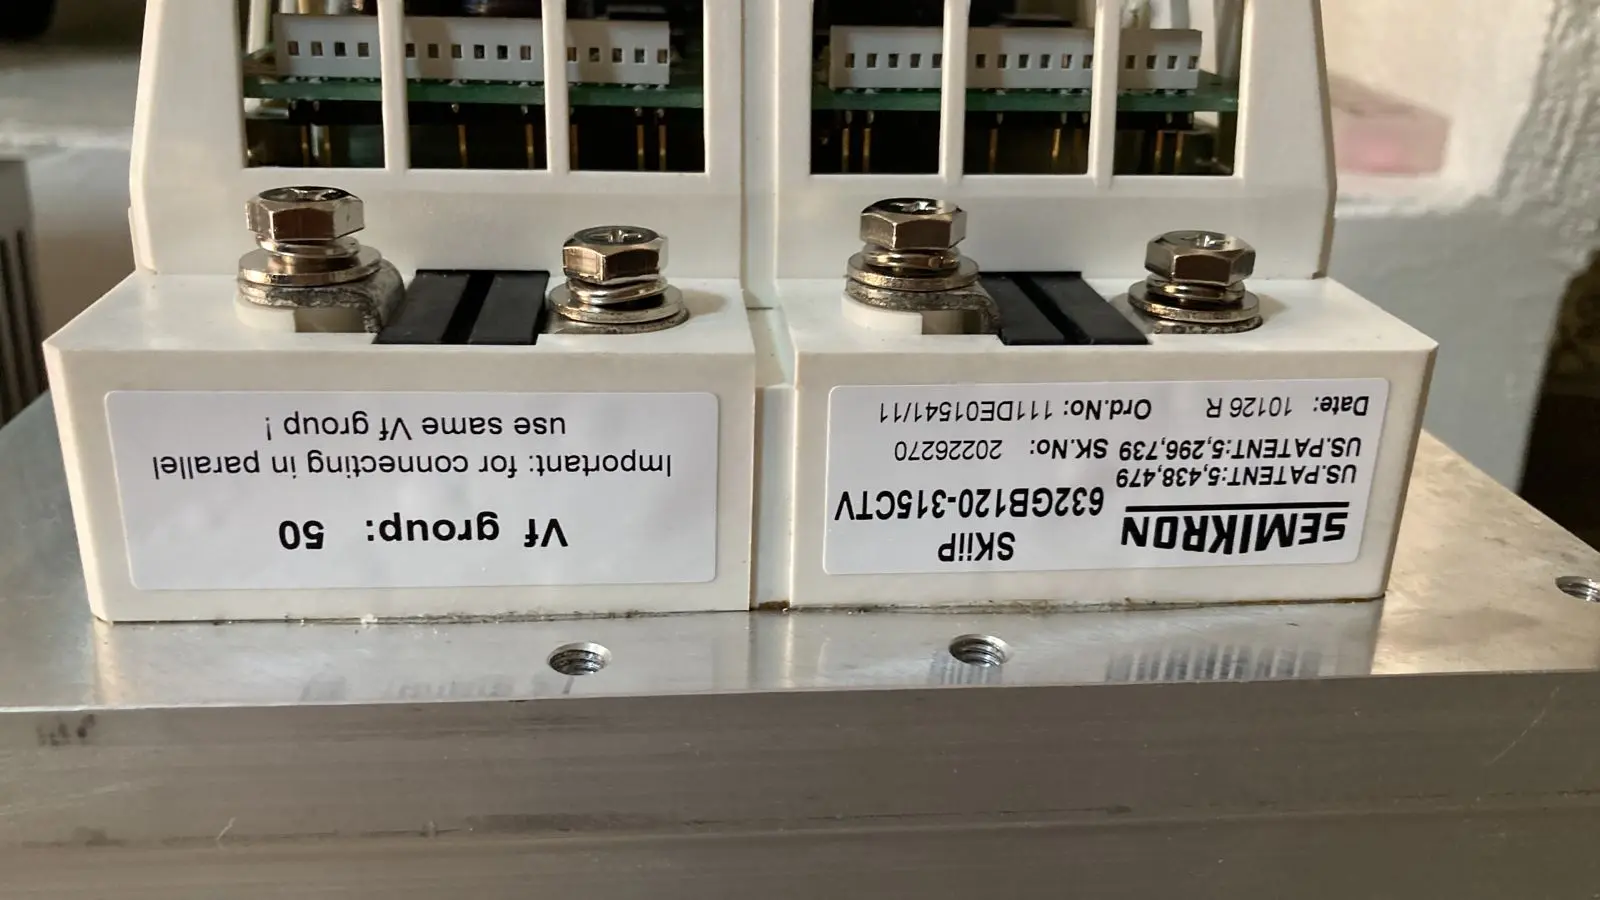 Vf group: 50
Important: for connecting in parallel
use same Vf group !
SEMIKRON
SKiiP
632GB120-315CTV
US.PATENT:5,438,479
US.PATENT:5,296,739 SK.No: 20226270
Date: 10126 R Ord.No: 111DE01541/11